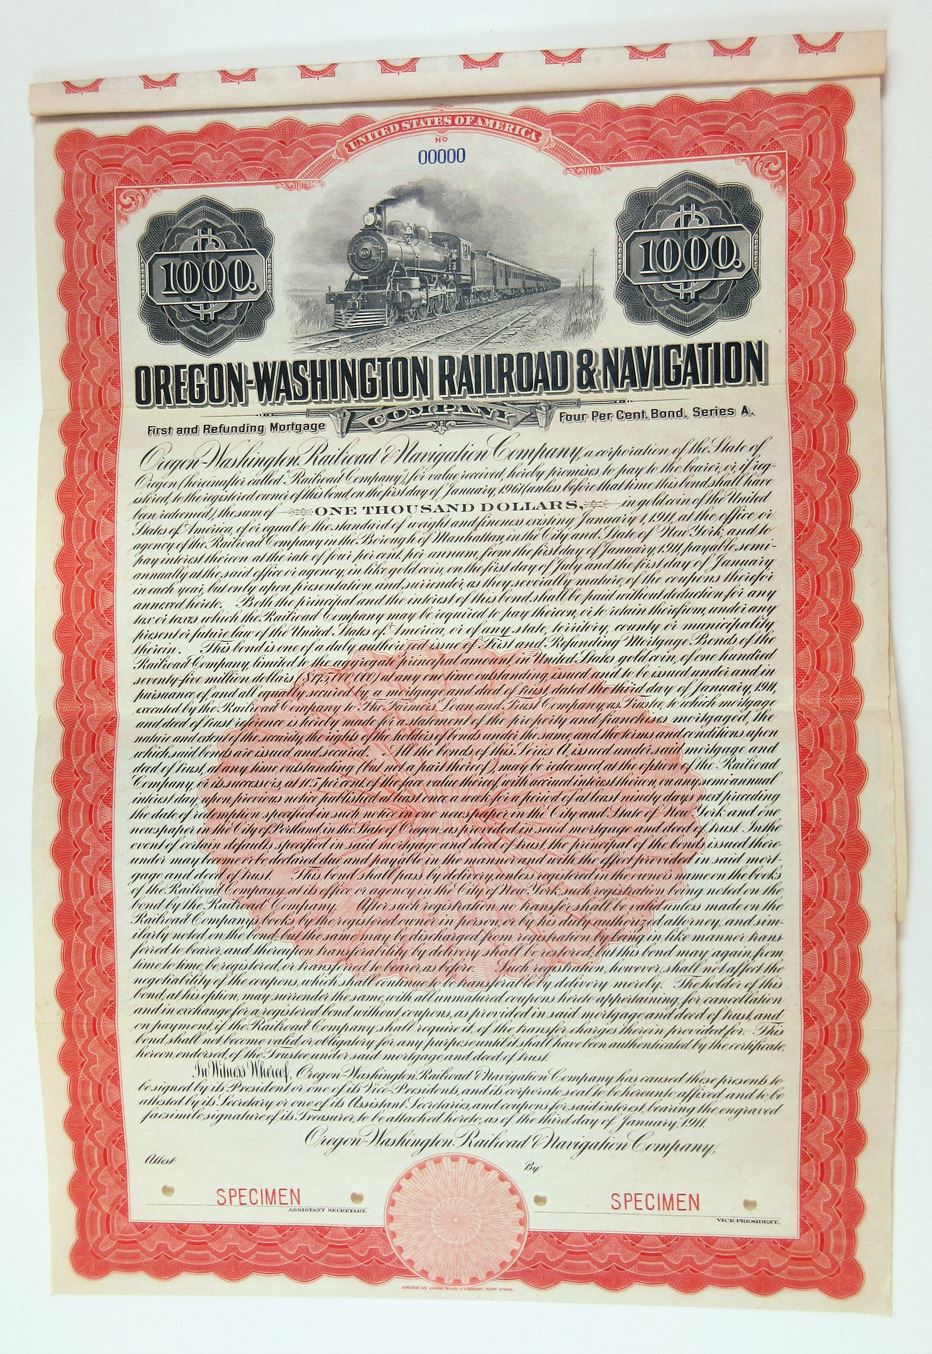 UNITED STATES OF AMERICA
No
00000
1000.
1000.
OREGON-WASHINGTON RAILROAD & NAVIGATION
COMPANY
First and Refunding Mortgage
Four Per Cent. Bond, Series A.
Oregon-Washington Railroad & Navigation Company, a corporation of the State of
Oregon (hereinafter called "Railroad Company"), for value received, hereby promises to pay to the bearer, or if reg-
istered, to the registered owner of this bond on the first day of January, 1961 (unless before that time this bond shall have
been redeemed), the sum of ONE THOUSAND DOLLARS, in gold coin of the United
States of America, of or equal to the standard of weight and fineness existing January 1, 1911, at the office or
agency of the Railroad Company in the Borough of Manhattan, in the City and State of New York, and to
pay interest thereon at the rate of four per cent. per annum, from the first day of January, 1911, payable semi-
annually at the said office or agency, in like gold coin, on the first day of July and the first day of January
in each year, but only upon presentation and surrender as they severally mature, of the coupons therefor
annexed hereto. Both the principal and the interest of this bond shall be paid without deduction for any
tax or taxes which the Railroad Company may be required to pay thereon, or to retain therefrom, under any
present or future law of the United States of America, or of any state, territory, county or municipality
therein. This bond is one of a duly authorized issue of First and Refunding Mortgage Bonds of the
Railroad Company, limited to the aggregate principal amount in United States gold coin, of one hundred
seventy-five million dollars ($175,000,000) at any one time outstanding issued and to be issued under and in
pursuance of and all equally secured by a mortgage and deed of trust dated the third day of January, 1911,
executed by the Railroad Company to The Farmers' Loan and Trust Company, as Trustee, to which mortgage
and deed of trust reference is hereby made for a statement of the property and franchises mortgaged, the
nature and extent of the security, the rights of the holders of bonds under the same, and the terms and conditions upon
which said bonds are issued and secured. All the bonds of this Series A issued under said mortgage and
deed of trust, at any time outstanding (but not a part thereof), may be redeemed, at the option of the Railroad
Company, or its successors, at 105 per cent. of the face value thereof, with accrued interest thereon, on any semi-annual
interest day, upon previous notice published at least once a week for a period of at least ninety days next preceding
the date of redemption specified in such notice in one newspaper in the City and State of New York and one
newspaper in the City of Portland, in the State of Oregon, as provided in said mortgage and deed of trust. In the
event of certain defaults specified in said mortgage and deed of trust the principal of the bonds issued there-
under may become or be declared due and payable in the manner and with the effect provided in said mort-
gage and deed of trust. This bond shall pass by delivery, unless registered in the owner's name on the books
of the Railroad Company at its office or agency in the City of New York, such registration being noted on the
bond by the Railroad Company. After such registration no transfer shall be valid unless made on the
Railroad Company's books by the registered owner in person, or by his duly authorized attorney, and sim-
ilarly noted on the bond, but the same may be discharged from registration by being in like manner trans-
ferred to bearer, and thereupon transferability by delivery shall be restored, but this bond may again, from
time to time, be registered, or transferred to bearer as before. Such registration, however, shall not affect the
negotiability of the coupons, which shall continue to be transferable by delivery merely. The holder of this
bond, at his option, may surrender the same, with all unmatured coupons hereto appertaining, for cancellation
and in exchange for a registered bond without coupons, as provided in said mortgage and deed of trust, and
on payment, if the Railroad Company shall require it, of the transfer charges therein provided for. This
bond shall not become valid or obligatory for any purpose until it shall have been authenticated by the certificate,
hereon endorsed, of the Trustee under said mortgage and deed of trust.
In Witness Whereof, Oregon-Washington Railroad & Navigation Company has caused these presents to
be signed by its President or one of its Vice-Presidents, and its corporate seal to be hereunto affixed and to be
attested by its Secretary or one of its Assistant Secretaries, and coupons for said interest, bearing the engraved
facsimile signature of its Treasurer, to be attached hereto, as of the third day of January, 1911.
Oregon-Washington Railroad & Navigation Company,
Attest
By
SPECIMEN
SPECIMEN
ASSISTANT SECRETARY.
VICE-PRESIDENT.
AMERICAN BANK NOTE COMPANY, NEW YORK.